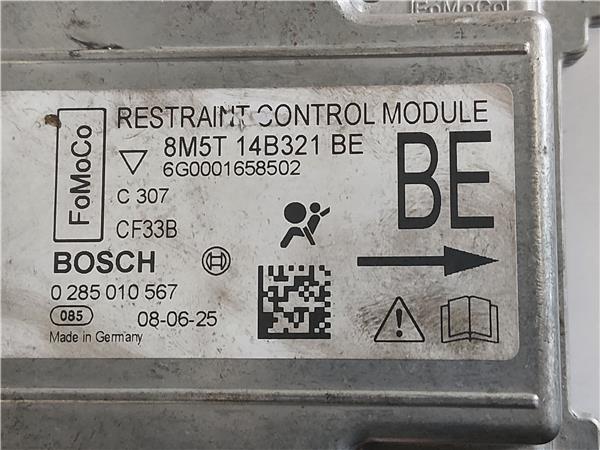 FoMoCo
FoMoCo
RESTRAINT CONTROL MODULE
8M5T 14B321 BE
6G0001658502
C 307
CF33B
BE
BOSCH
0 285 010 567
085
08-06-25
Made in Germany